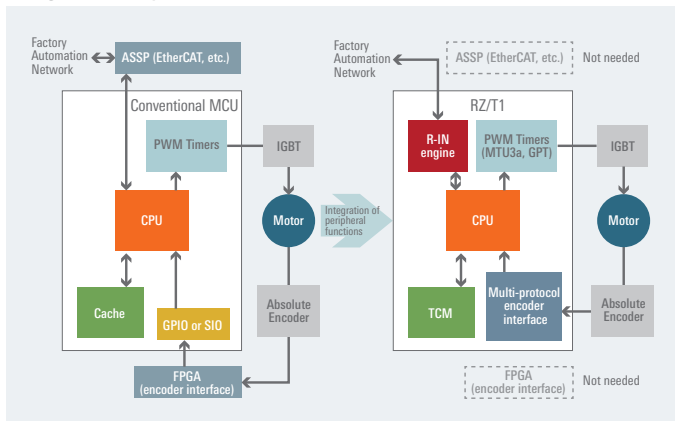 Factory
Automation
Network
ASSP (EtherCAT, etc.)
Conventional MCU
PWM Timers
IGBT
CPU
Motor
Cache
GPIO or SIO
Absolute
Encoder
FPGA
(encoder interface)
Integration of
peripheral
functions
Factory
Automation
Network
ASSP (EtherCAT, etc.)
Not needed
RZ/T1
R-IN
engine
PWM Timers
(MTU3a, GPT)
IGBT
CPU
Motor
TCM
Multi-protocol
encoder
interface
Absolute
Encoder
FPGA
(encoder interface)
Not needed